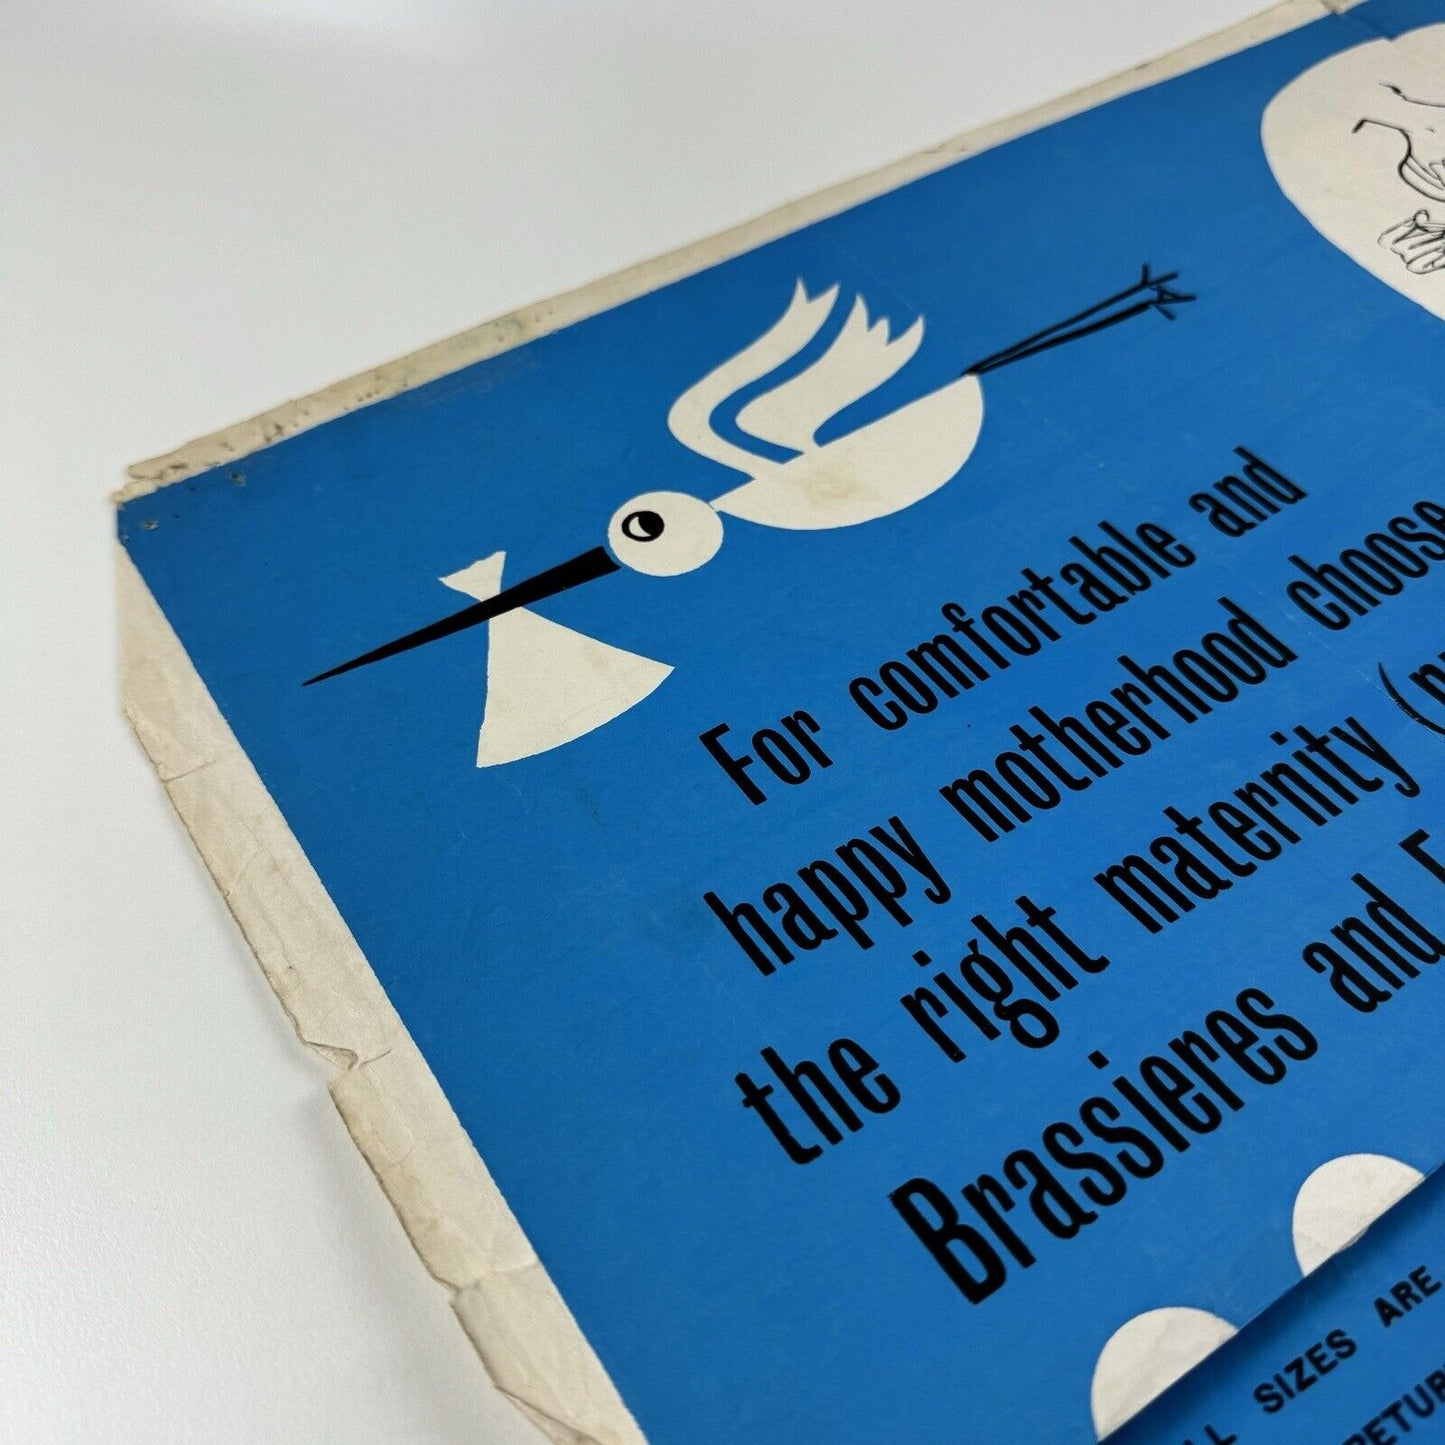 For comfortable and
happy motherhood choose
the right maternity
Brassieres and
SIZES ARE